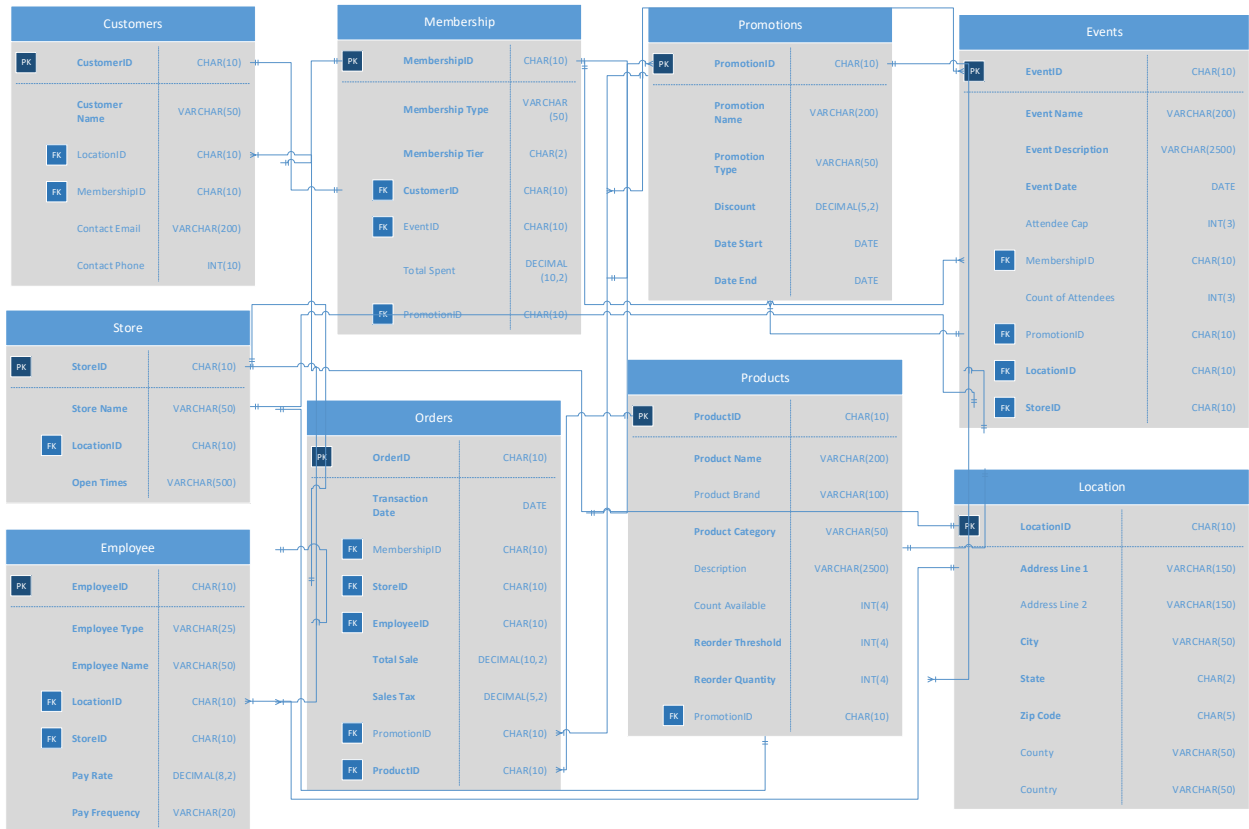 Customers
PK CustomerID CHAR(10)
Customer
Name VARCHAR(50)
FK LocationID CHAR(10)
FK MembershipID CHAR(10)
Contact Email VARCHAR(200)
Contact Phone INT(10)
Membership
PK MembershipID CHAR(10)
Membership Type VARCHAR
(50)
Membership Tier CHAR(2)
FK CustomerID CHAR(10)
FK EventID CHAR(10)
Total Spent DECIMAL
(10,2)
FK PromotionID CHAR(10)
Promotions
PK PromotionID CHAR(10)
Promotion
Name VARCHAR(200)
Promotion
Type VARCHAR(50)
Discount DECIMAL(5,2)
Date Start DATE
Date End DATE
Events
PK EventID CHAR(10)
Event Name VARCHAR(200)
Event Description VARCHAR(2500)
Event Date DATE
Attendee Cap INT(3)
FK MembershipID CHAR(10)
Count of Attendees INT(3)
FK PromotionID CHAR(10)
FK LocationID CHAR(10)
FK StoreID CHAR(10)
Store
PK StoreID CHAR(10)
Store Name VARCHAR(50)
FK LocationID CHAR(10)
Open Times VARCHAR(500)
Orders
PK OrderID CHAR(10)
Transaction
Date DATE
FK MembershipID CHAR(10)
FK StoreID CHAR(10)
FK EmployeeID CHAR(10)
Total Sale DECIMAL(10,2)
Sales Tax DECIMAL(5,2)
FK PromotionID CHAR(10)
FK ProductID CHAR(10)
Products
PK ProductID CHAR(10)
Product Name VARCHAR(200)
Product Brand VARCHAR(100)
Product Category VARCHAR(50)
Description VARCHAR(2500)
Count Available INT(4)
Reorder Threshold INT(4)
Reorder Quantity INT(4)
FK PromotionID CHAR(10)
Location
PK LocationID CHAR(10)
Address Line 1 VARCHAR(150)
Address Line 2 VARCHAR(150)
City VARCHAR(50)
State CHAR(2)
Zip Code CHAR(5)
County VARCHAR(50)
Country VARCHAR(50)
Employee
PK EmployeeID CHAR(10)
Employee Type VARCHAR(25)
Employee Name VARCHAR(50)
FK LocationID CHAR(10)
FK StoreID CHAR(10)
Pay Rate DECIMAL(8,2)
Pay Frequency VARCHAR(20)